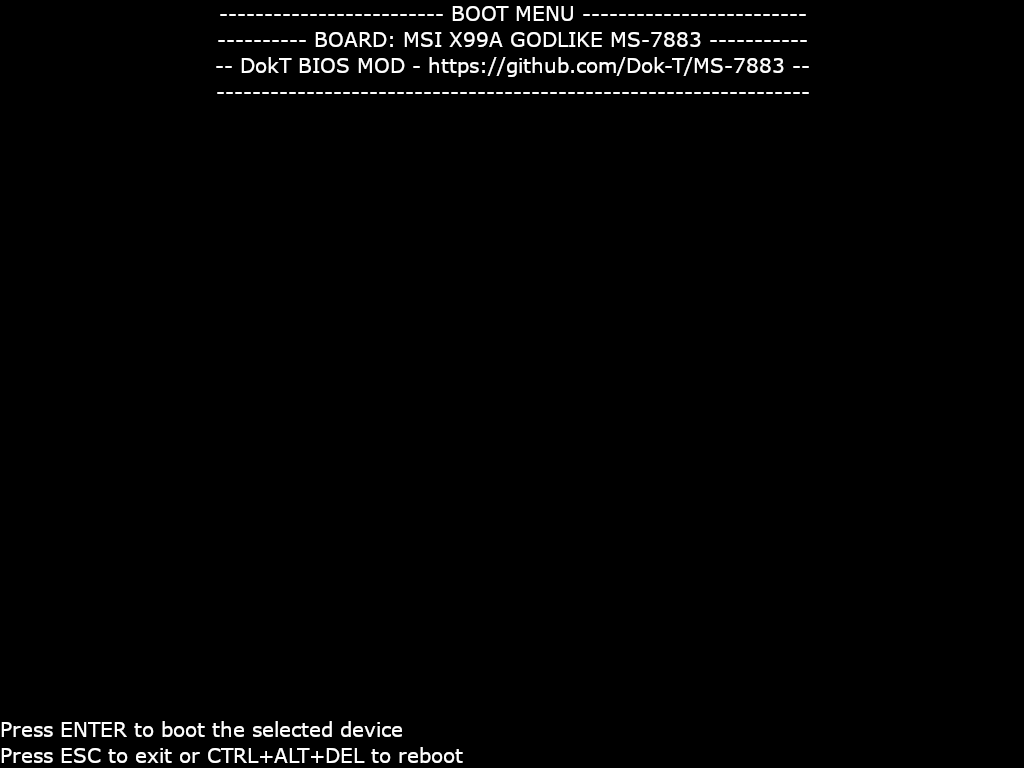 ------------------------- BOOT MENU -------------------------
---------- BOARD: MSI X99A GODLIKE MS-7883 -----------
-- DokT BIOS MOD - https://github.com/Dok-T/MS-7883 --
------------------------------------------------------------------
Press ENTER to boot the selected device
Press ESC to exit or CTRL+ALT+DEL to reboot